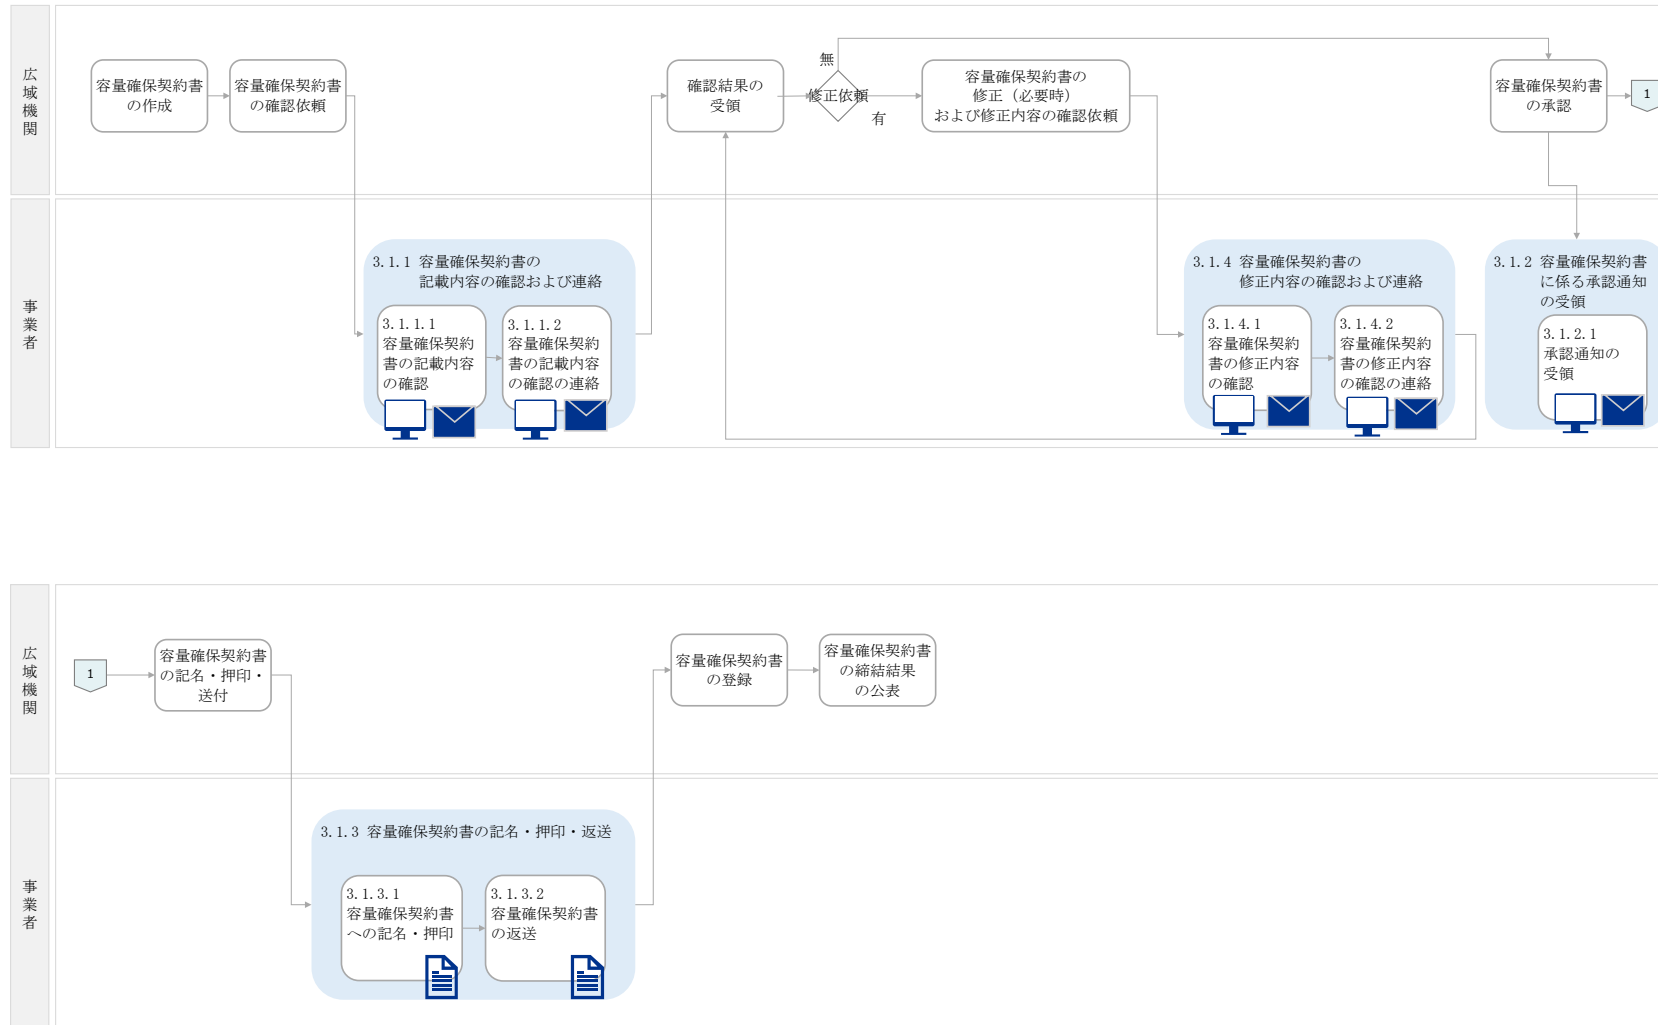 広域機関
容量確保契約書
の作成
容量確保契約書
の確認依頼
確認結果の
受領
無
修正依頼
有
容量確保契約書の
修正（必要時）
および修正内容の確認依頼
容量確保契約書
の承認
1
事業者
3.1.1 容量確保契約書の
記載内容の確認および連絡
3.1.1.1
容量確保契約
書の記載内容
の確認
3.1.1.2
容量確保契約
書の記載内容
の確認の連絡
3.1.4 容量確保契約書の
修正内容の確認および連絡
3.1.4.1
容量確保契約
書の修正内容
の確認
3.1.4.2
容量確保契約
書の修正内容
の確認の連絡
3.1.2 容量確保契約書
に係る承認通知
の受領
3.1.2.1
承認通知の
受領
広域機関
1
容量確保契約書
の記名・押印・
送付
容量確保契約書
の登録
容量確保契約書
の締結結果
の公表
事業者
3.1.3 容量確保契約書の記名・押印・返送
3.1.3.1
容量確保契約書
への記名・押印
3.1.3.2
容量確保契約書
の返送